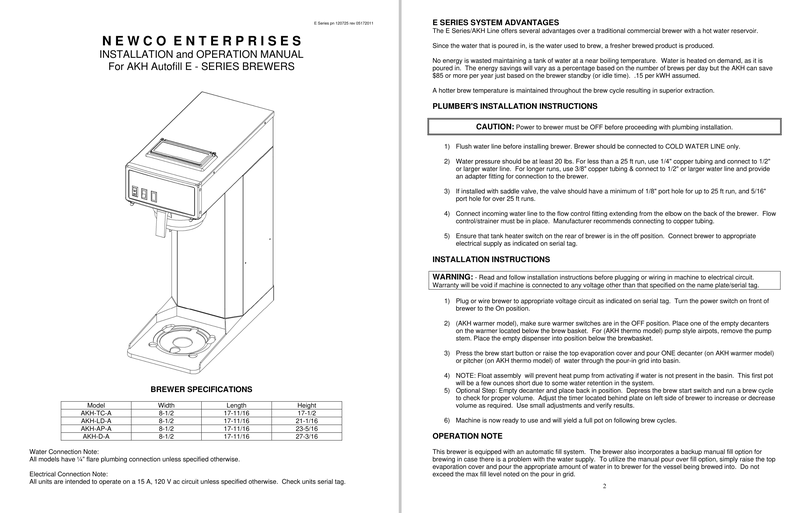 E Series pn 120725 rev 05172011
NEWCO ENTERPRISES
INSTALLATION and OPERATION MANUAL
For AKH Autofill E - SERIES BREWERS
BREWER SPECIFICATIONS
Model Width Length Height
AKH-TC-A 8-1/2 17-11/16 17-1/2
AKH-LD-A 8-1/2 17-11/16 21-1/16
AKH-AP-A 8-1/2 17-11/16 23-5/16
AKH-D-A 8-1/2 17-11/16 27-3/16
Water Connection Note:
All models have ¼" flare plumbing connection unless specified otherwise.
Electrical Connection Note:
All units are intended to operate on a 15 A, 120 V ac circuit unless specified otherwise. Check units serial tag.
E SERIES SYSTEM ADVANTAGES
The E Series/AKH Line offers several advantages over a traditional commercial brewer with a hot water reservoir.
Since the water that is poured in, is the water used to brew, a fresher brewed product is produced.
No energy is wasted maintaining a tank of water at a near boiling temperature. Water is heated on demand, as it is
poured in. The energy savings will vary as a percentage based on the number of brews per day but the AKH can save
$85 or more per year just based on the brewer standby (or idle time). .15 per kWH assumed.
A hotter brew temperature is maintained throughout the brew cycle resulting in superior extraction.
PLUMBER'S INSTALLATION INSTRUCTIONS
CAUTION: Power to brewer must be OFF before proceeding with plumbing installation.
1) Flush water line before installing brewer. Brewer should be connected to COLD WATER LINE only.
2) Water pressure should be at least 20 lbs. For less than a 25 ft run, use 1/4" copper tubing and connect to 1/2"
or larger water line. For longer runs, use 3/8" copper tubing & connect to 1/2" or larger water line and provide
an adapter fitting for connection to the brewer.
3) If installed with saddle valve, the valve should have a minimum of 1/8" port hole for up to 25 ft run, and 5/16"
port hole for over 25 ft runs.
4) Connect incoming water line to the flow control fitting extending from the elbow on the back of the brewer. Flow
control/strainer must be in place. Manufacturer recommends connecting to copper tubing.
5) Ensure that tank heater switch on the rear of brewer is in the off position. Connect brewer to appropriate
electrical supply as indicated on serial tag.
INSTALLATION INSTRUCTIONS
WARNING: - Read and follow installation instructions before plugging or wiring in machine to electrical circuit.
Warranty will be void if machine is connected to any voltage other than that specified on the name plate/serial tag.
1) Plug or wire brewer to appropriate voltage circuit as indicated on serial tag. Turn the power switch on front of
brewer to the On position.
2) (AKH warmer model), make sure warmer switches are in the OFF position. Place one of the empty decanters
on the warmer located below the brew basket. For (AKH thermo model) pump style airpots, remove the pump
stem. Place the empty dispenser into position below the brewbasket.
3) Press the brew start button or raise the top evaporation cover and pour ONE decanter (on AKH warmer model)
or pitcher (on AKH thermo model) of water through the pour-in grid into basin.
4) NOTE: Float assembly will prevent heat pump from activating if water is not present in the basin. This first pot
will be a few ounces short due to some water retention in the system.
5) Optional Step: Empty decanter and place back in position. Depress the brew start switch and run a brew cycle
to check for proper volume. Adjust the timer located behind plate on left side of brewer to increase or decrease
volume as required. Use small adjustments and verify results.
6) Machine is now ready to use and will yield a full pot on following brew cycles.
OPERATION NOTE
This brewer is equipped with an automatic fill system. The brewer also incorporates a backup manual fill option for
brewing in case there is a problem with the water supply. To utilize the manual pour over fill option, simply raise the top
evaporation cover and pour the appropriate amount of water in to brewer for the vessel being brewed into. Do not
exceed the max fill level noted on the pour in grid.
2